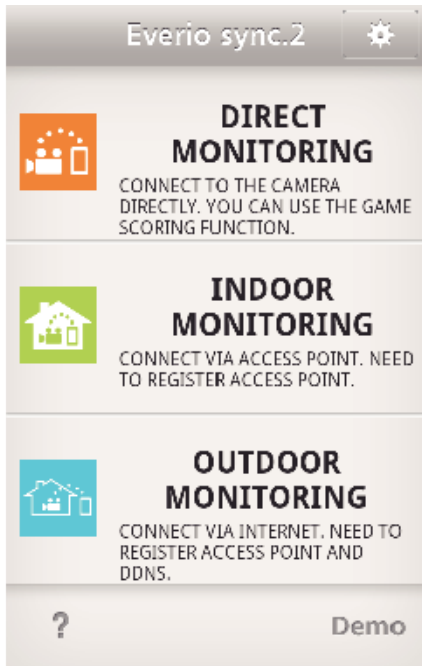 Everio sync.2
DIRECT
MONITORING
CONNECT TO THE CAMERA
DIRECTLY. YOU CAN USE THE GAME
SCORING FUNCTION.
INDOOR
MONITORING
CONNECT VIA ACCESS POINT. NEED
TO REGISTER ACCESS POINT.
OUTDOOR
MONITORING
CONNECT VIA INTERNET. NEED TO
REGISTER ACCESS POINT AND
DDNS.
? Demo